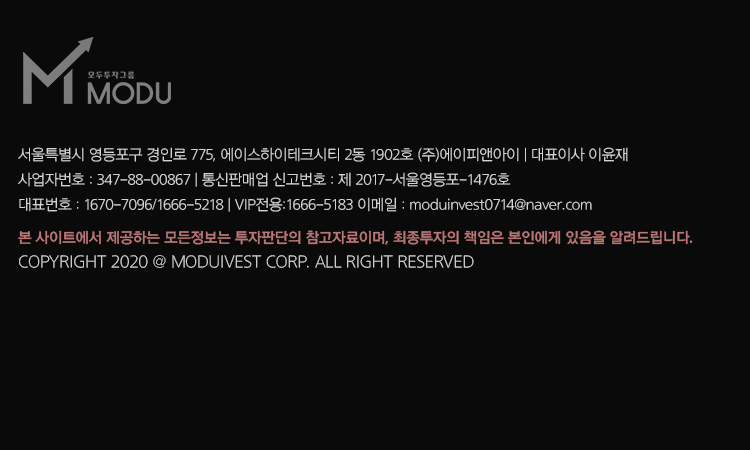 모두투자그룹
MODU
서울특별시 영등포구 경인로 775, 에이스하이테크시티 2동 1902호 (주)에이피앤아이 | 대표이사 이윤재
사업자번호 : 347-88-00867 | 통신판매업 신고번호 : 제 2017-서울영등포-1476호
대표번호 : 1670-7096/1666-5218 | VIP전용:1666-5183 이메일 : moduinvest0714@naver.com
본 사이트에서 제공하는 모든정보는 투자판단의 참고자료이며, 최종투자의 책임은 본인에게 있음을 알려드립니다.
COPYRIGHT 2020 @ MODUIVEST CORP. ALL RIGHT RESERVED